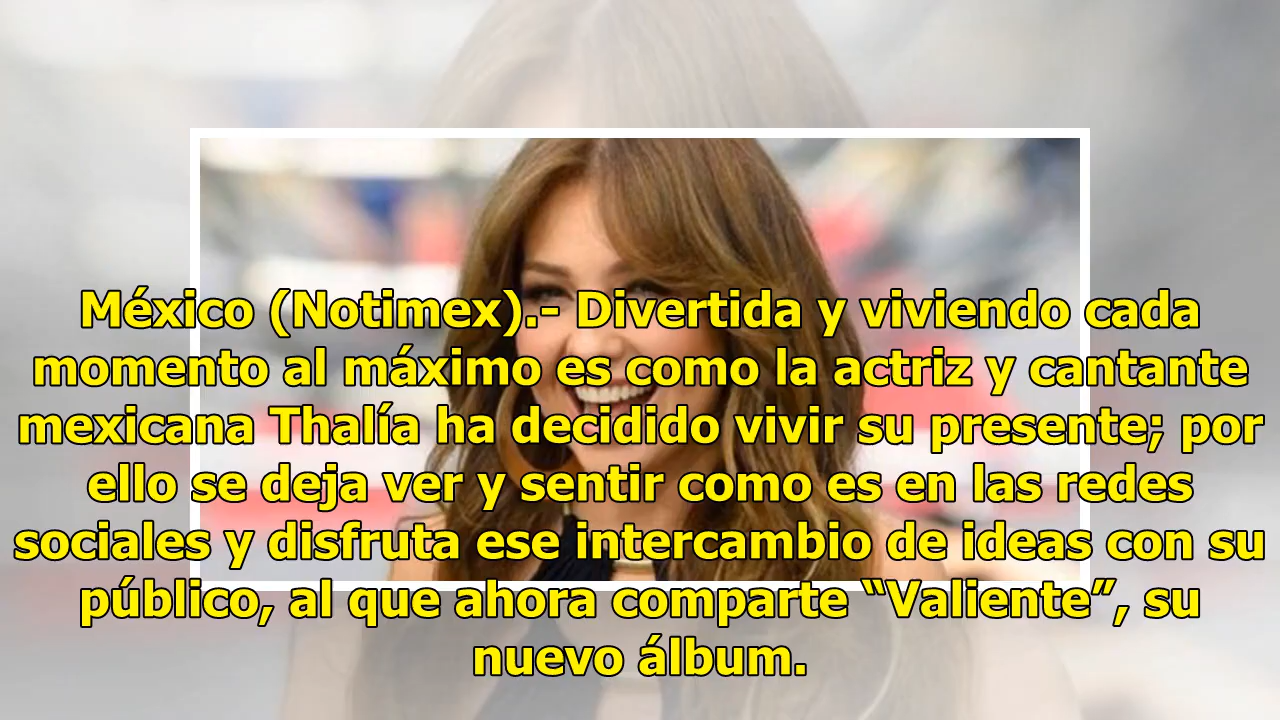 México (Notimex).- Divertida y viviendo cada
momento al máximo es como la actriz y cantante
mexicana Thalía ha decidido vivir su presente; por
ello se deja ver y sentir como es en las redes
sociales y disfruta ese intercambio de ideas con su
público, al que ahora comparte “Valiente”, su
nuevo álbum.